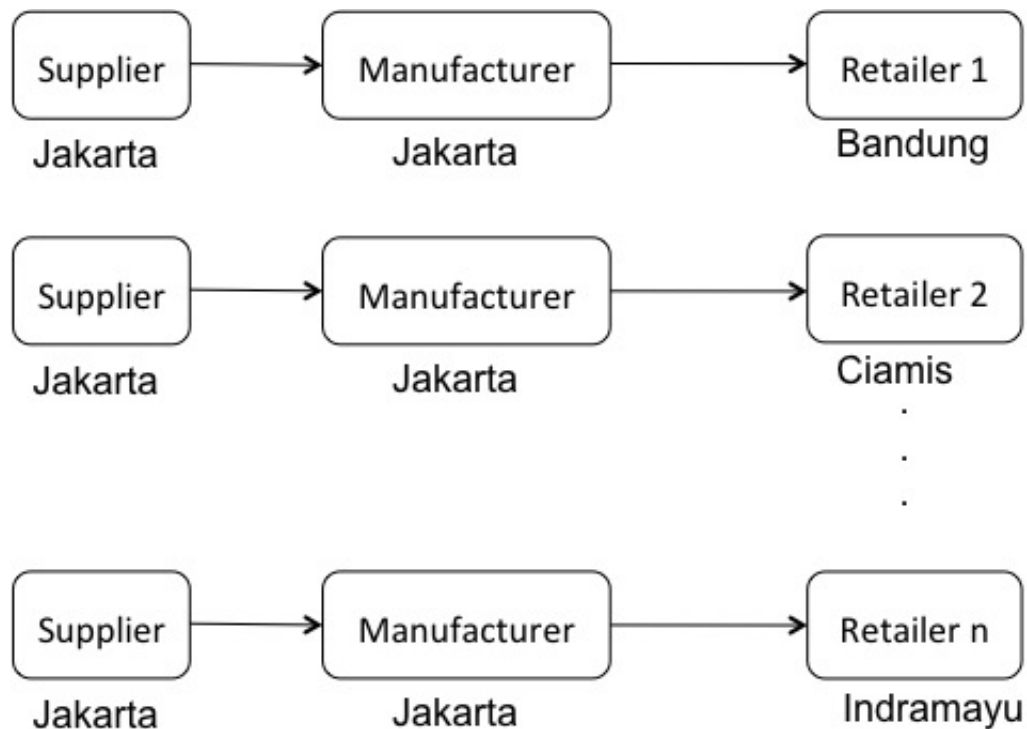 Supplier Manufacturer Retailer 1
Jakarta Jakarta Bandung
Supplier Manufacturer Retailer 2
Jakarta Jakarta Ciamis
.
.
.
Supplier Manufacturer Retailer n
Jakarta Jakarta Indramayu